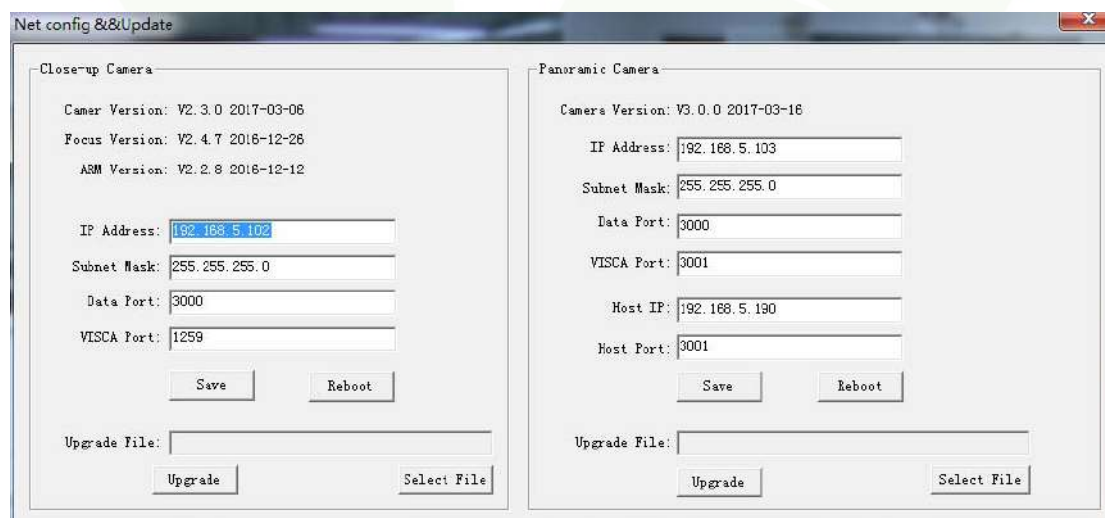 Net config &&Update
Close-up Camera
Camer Version: V2.3.0 2017-03-06
Focus Version: V2.4.7 2016-12-26
ARM Version: V2.2.8 2016-12-12
IP Address: 192.168.5.102
Subnet Mask: 255.255.255.0
Data Port: 3000
VISCA Port: 1259
Save Reboot
Upgrade File:
Upgrade Select File
Panoramic Camera
Camera Version: V3.0.0 2017-03-16
IP Address: 192.168.5.103
Subnet Mask: 255.255.255.0
Data Port: 3000
VISCA Port: 3001
Host IP: 192.168.5.190
Host Port: 3001
Save Reboot
Upgrade File:
Upgrade Select File